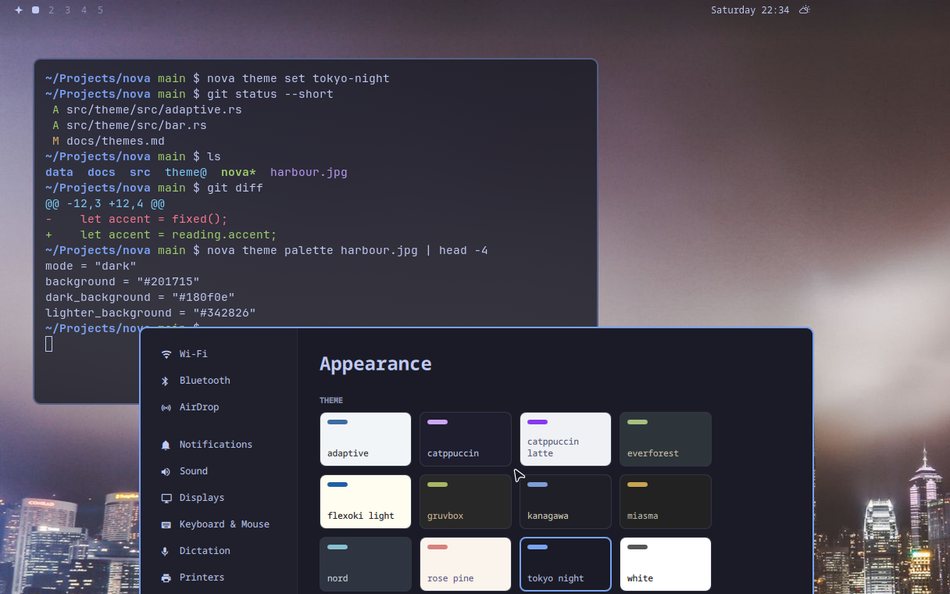 2 3 4 5
Saturday 22:34
~/Projects/nova main $ nova theme set tokyo-night
~/Projects/nova main $ git status --short
A src/theme/src/adaptive.rs
A src/theme/src/bar.rs
M docs/themes.md
~/Projects/nova main $ ls
data docs src theme@ nova* harbour.jpg
~/Projects/nova main $ git diff
@@ -12,3 +12,4 @@
- let accent = fixed();
+ let accent = reading.accent;
~/Projects/nova main $ nova theme palette harbour.jpg | head -4
mode = "dark"
background = "#201715"
dark_background = "#180f0e"
lighter_background = "#342826"
~/Projects/nova main $
Wi-Fi
Bluetooth
AirDrop
Notifications
Sound
Displays
Keyboard & Mouse
Dictation
Printers
Appearance
THEME
adaptive
catppuccin
catppuccin
latte
everforest
flexoki light
gruvbox
kanagawa
miasma
nord
rose pine
tokyo night
white